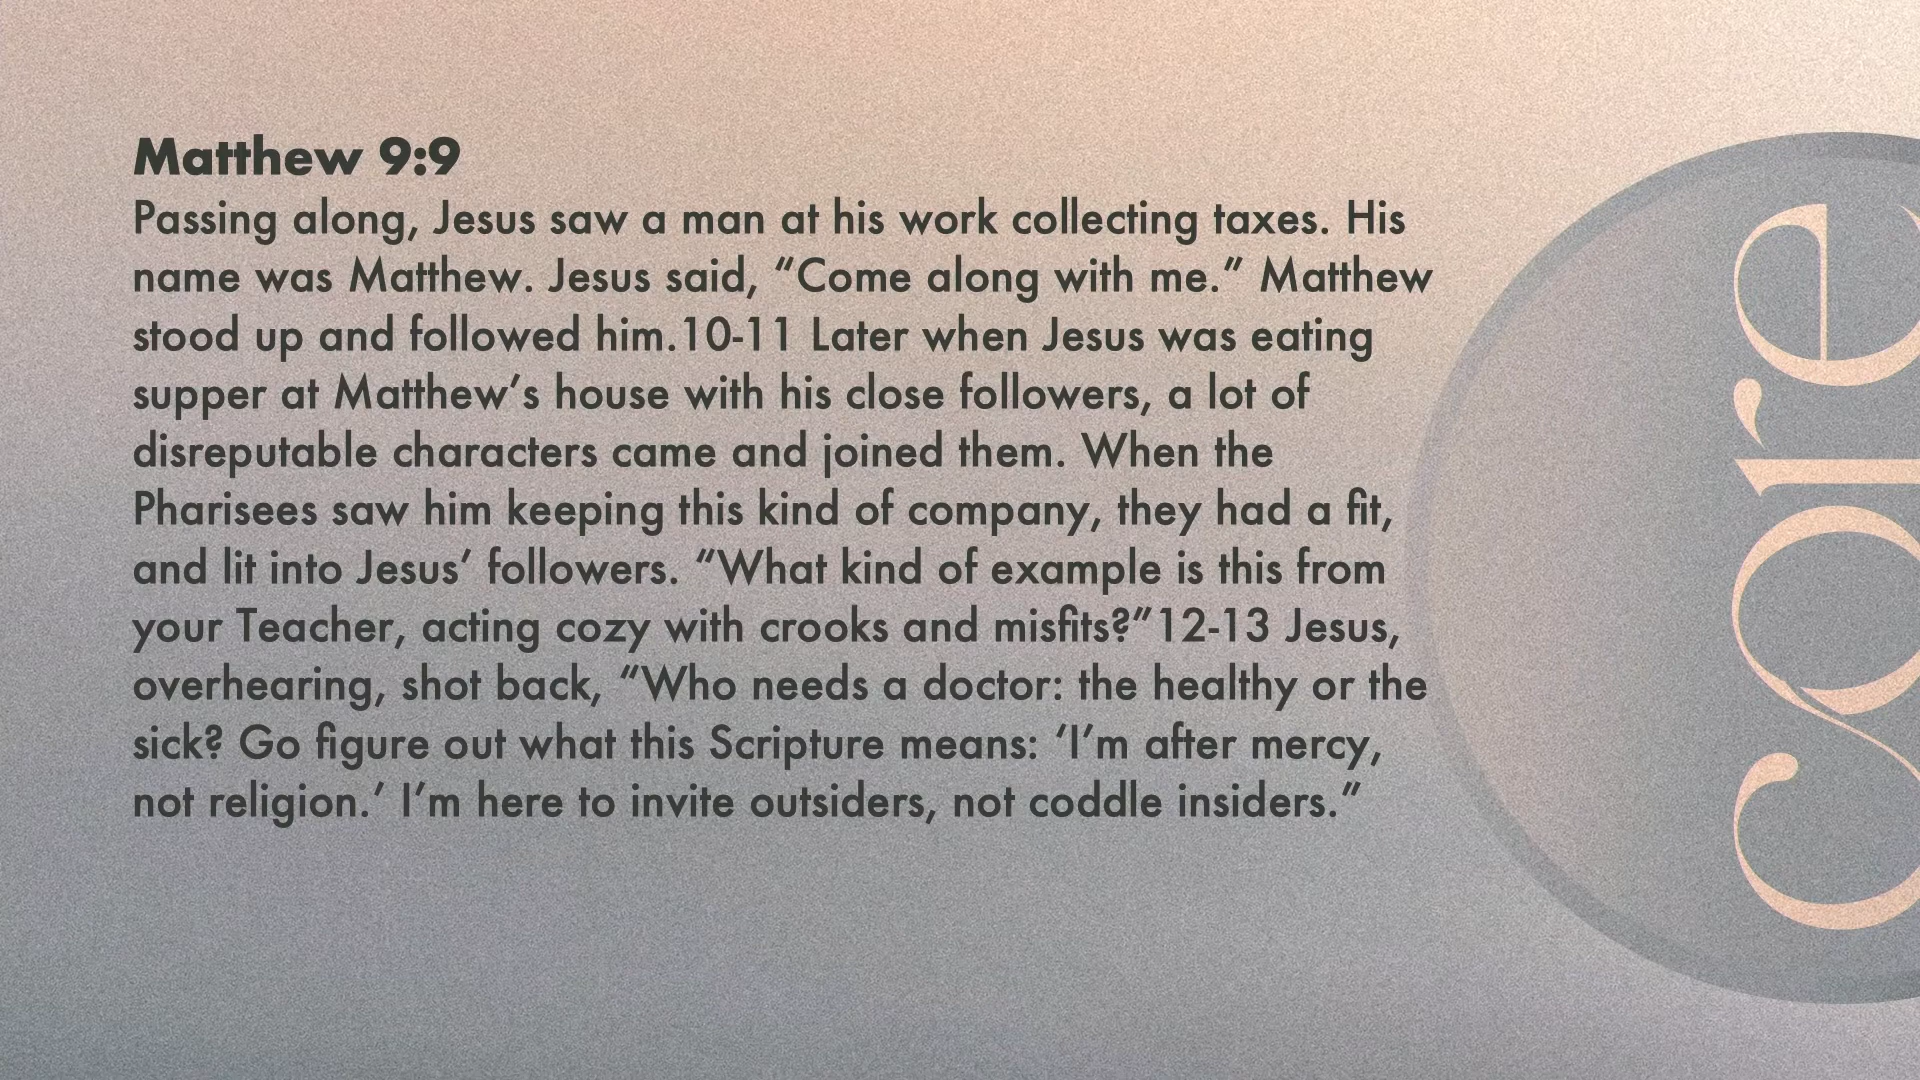 Matthew 9:9
Passing along, Jesus saw a man at his work collecting taxes. His
name was Matthew. Jesus said, “Come along with me.” Matthew
stood up and followed him.10-11 Later when Jesus was eating
supper at Matthew’s house with his close followers, a lot of
disreputable characters came and joined them. When the
Pharisees saw him keeping this kind of company, they had a fit,
and lit into Jesus’ followers. “What kind of example is this from
your Teacher, acting cozy with crooks and misfits?”12-13 Jesus,
overhearing, shot back, “Who needs a doctor: the healthy or the
sick? Go figure out what this Scripture means: ‘I’m after mercy,
not religion.’ I’m here to invite outsiders, not coddle insiders.”
core